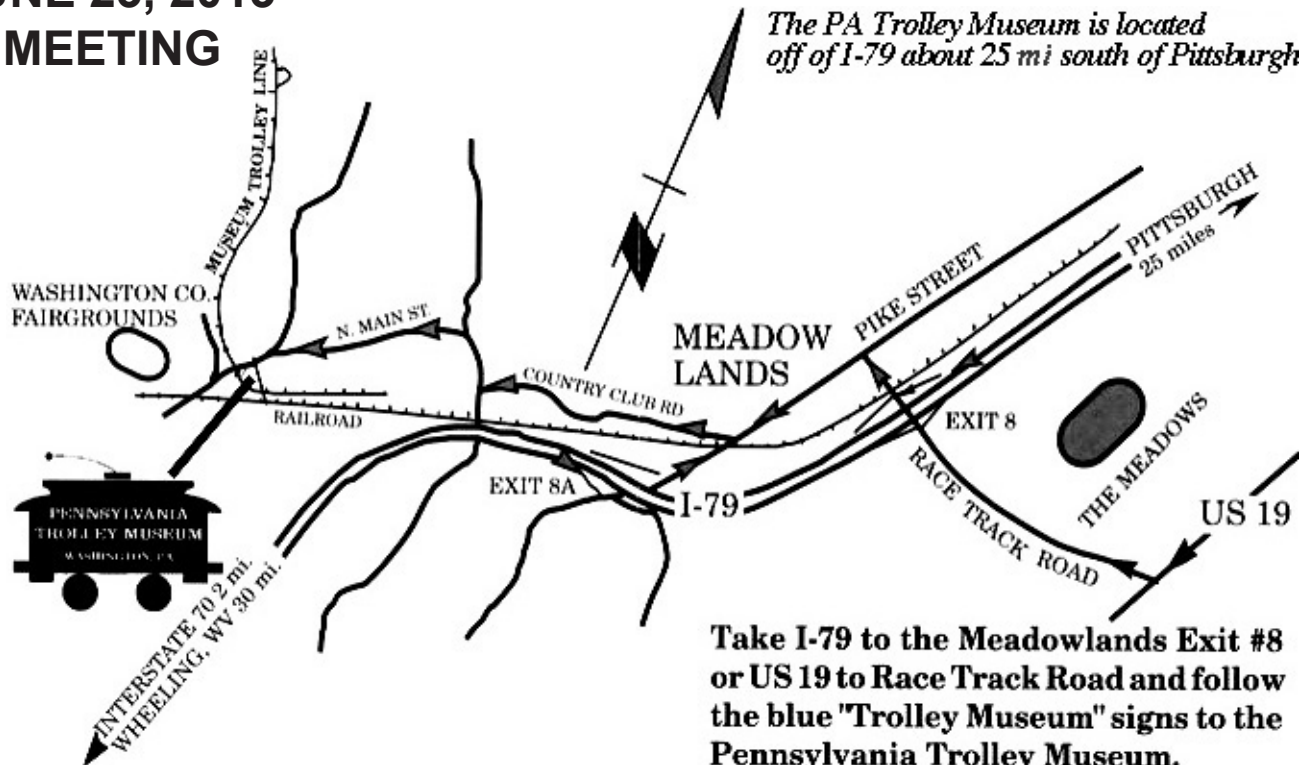 25, 2015
MEETING
The PA Trolley Museum is located
off of I-79 about 25 mi south of Pittsburgh
MUSEUM TROLLEY LINE
WASHINGTON CO.
FAIRGROUNDS
N. MAIN ST.
MEADOW
LANDS
PIKE STREET
PITTSBURGH
25 miles
COUNTRY CLUB RD
RAILROAD
EXIT 8
THE MEADOWS
EXIT 8A
I-79
RACE TRACK ROAD
US 19
PENNSYLVANIA
TROLLEY MUSEUM
WASHINGTON, PA
INTERSTATE 70 2 mi.
WHEELING, WV 30 mi.
Take I-79 to the Meadowlands Exit #8
or US 19 to Race Track Road and follow
the blue "Trolley Museum" signs to the
Pennsylvania Trolley Museum.